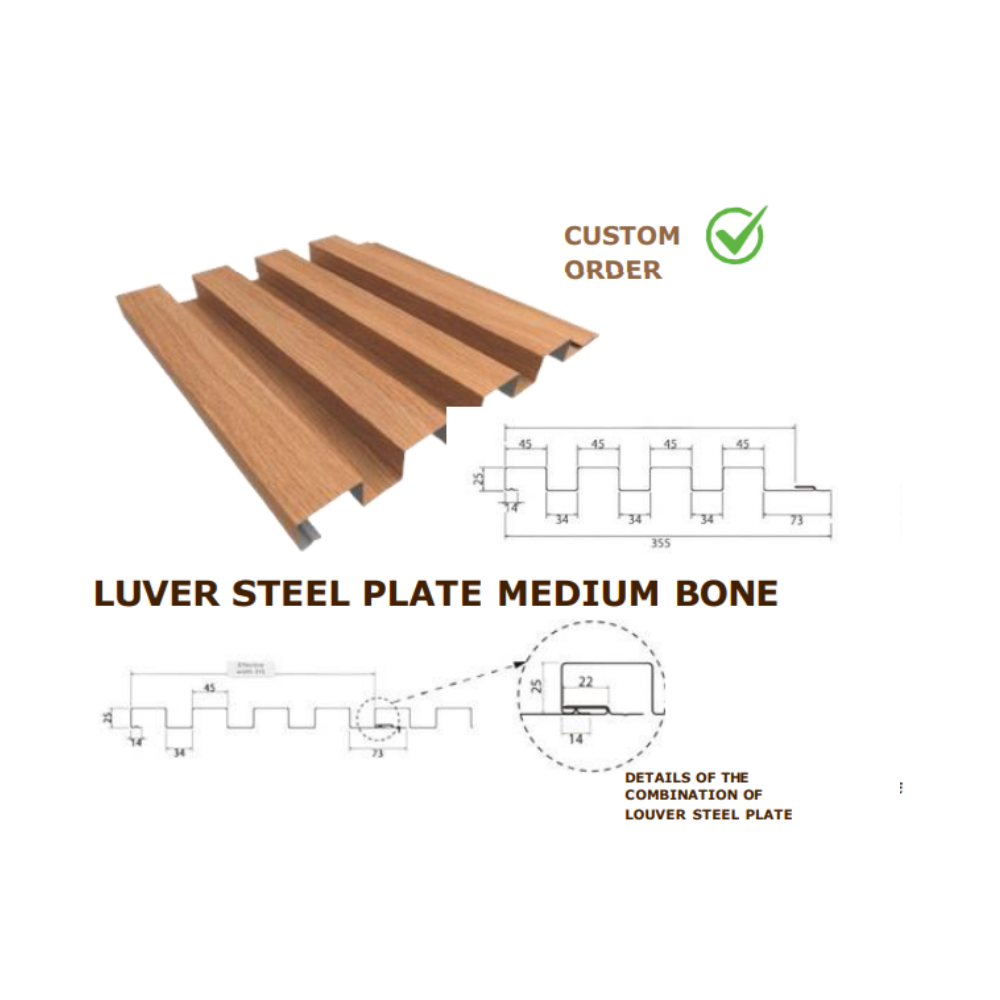 CUSTOM
ORDER
45 45 45 45
25
14
34 34 34 73
355
LUVER STEEL PLATE MEDIUM BONE
Effective
45
25
14
34
73
25
22
14
DETAILS OF THE
COMBINATION OF
LOUVER STEEL PLATE